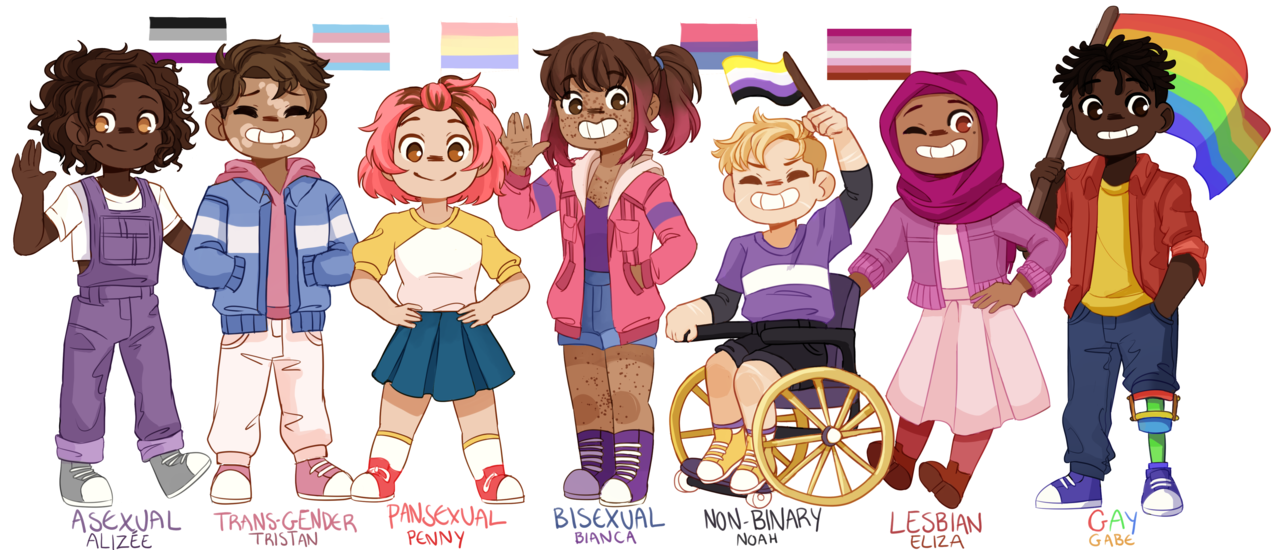 ASEXUAL
ALIZÉE
TRANS-GENDER
TRISTAN
PANSEXUAL
PENNY
BISEXUAL
BIANCA
NON-BINARY
NOAH
LESBIAN
ELIZA
GAY
GABE